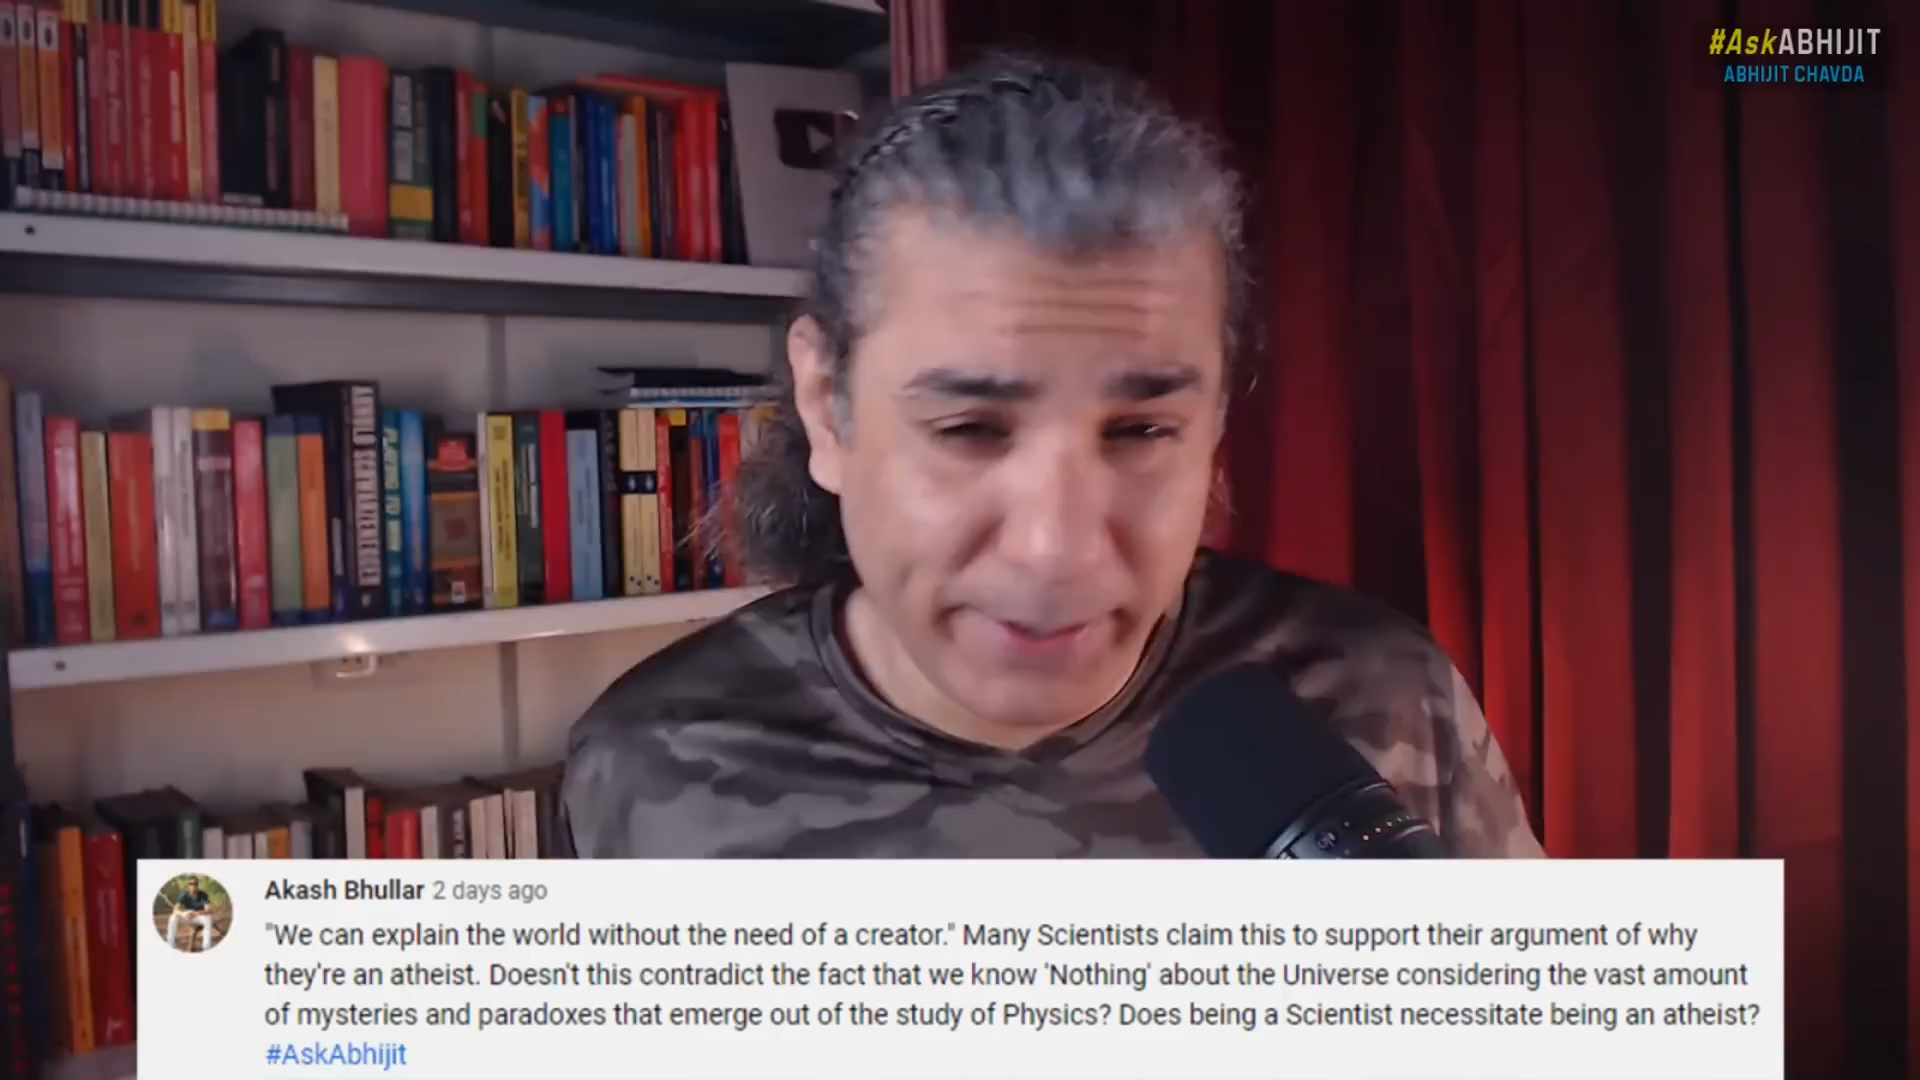 #AskABHIJIT
ABHIJIT CHAVDA
ARNOLD SCHWARZENEGGER
Akash Bhullar 2 days ago
"We can explain the world without the need of a creator." Many Scientists claim this to support their argument of why
they're an atheist. Doesn't this contradict the fact that we know 'Nothing' about the Universe considering the vast amount
of mysteries and paradoxes that emerge out of the study of Physics? Does being a Scientist necessitate being an atheist?
#AskAbhijit